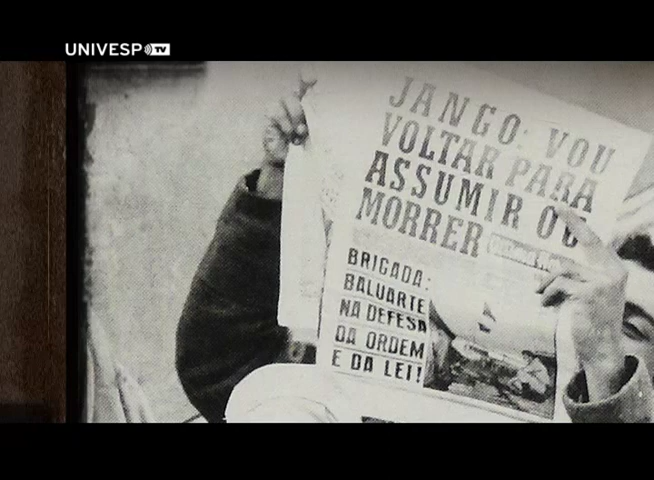 UNIVESP TV
JANGO: VOU
VOLTAR PARA
ASSUMIR OU
MORRER
BRIGADA:
BALUARTE
NA DEFESA
DA ORDEM
E DA LEI!